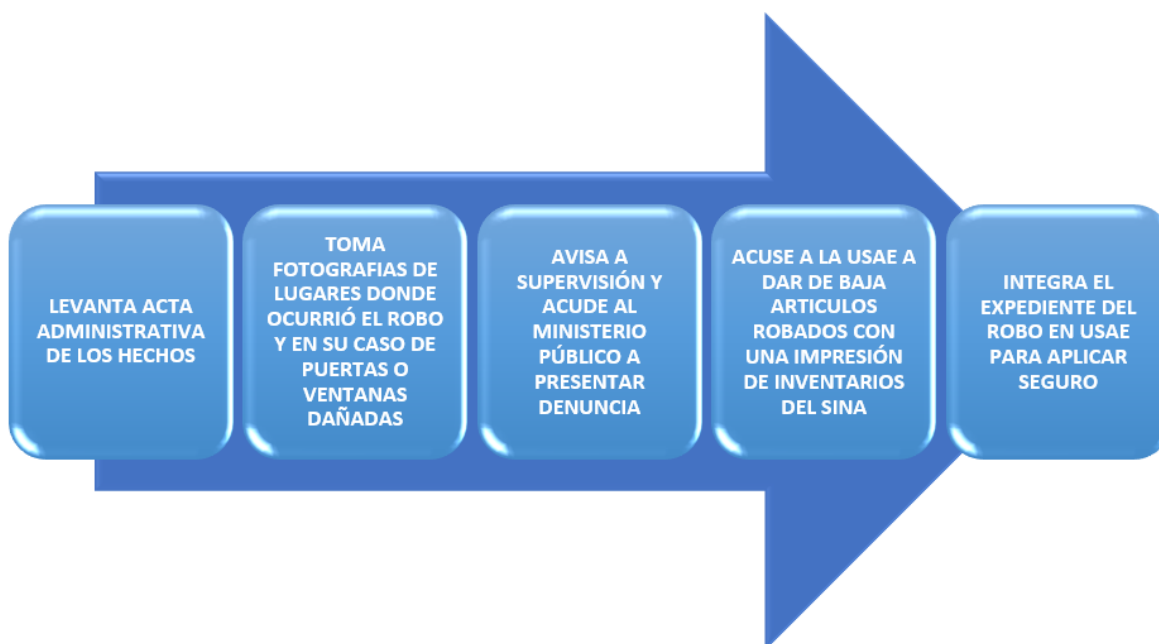 LEVANTA ACTA
ADMINISTRATIVA
DE LOS HECHOS
TOMA
FOTOGRAFIAS DE
LUGARES DONDE
OCURRIÓ EL ROBO
Y EN SU CASO DE
PUERTAS O
VENTANAS
DAÑADAS
AVISA A
SUPERVISIÓN Y
ACUDE AL
MINISTERIO
PÚBLICO A
PRESENTAR
DENUNCIA
ACUSE A LA USAE A
DAR DE BAJA
ARTICULOS
ROBADOS CON
UNA IMPRESIÓN
DE INVENTARIOS
DEL SINA
INTEGRA EL
EXPEDIENTE DEL
ROBO EN USAE
PARA APLICAR
SEGURO